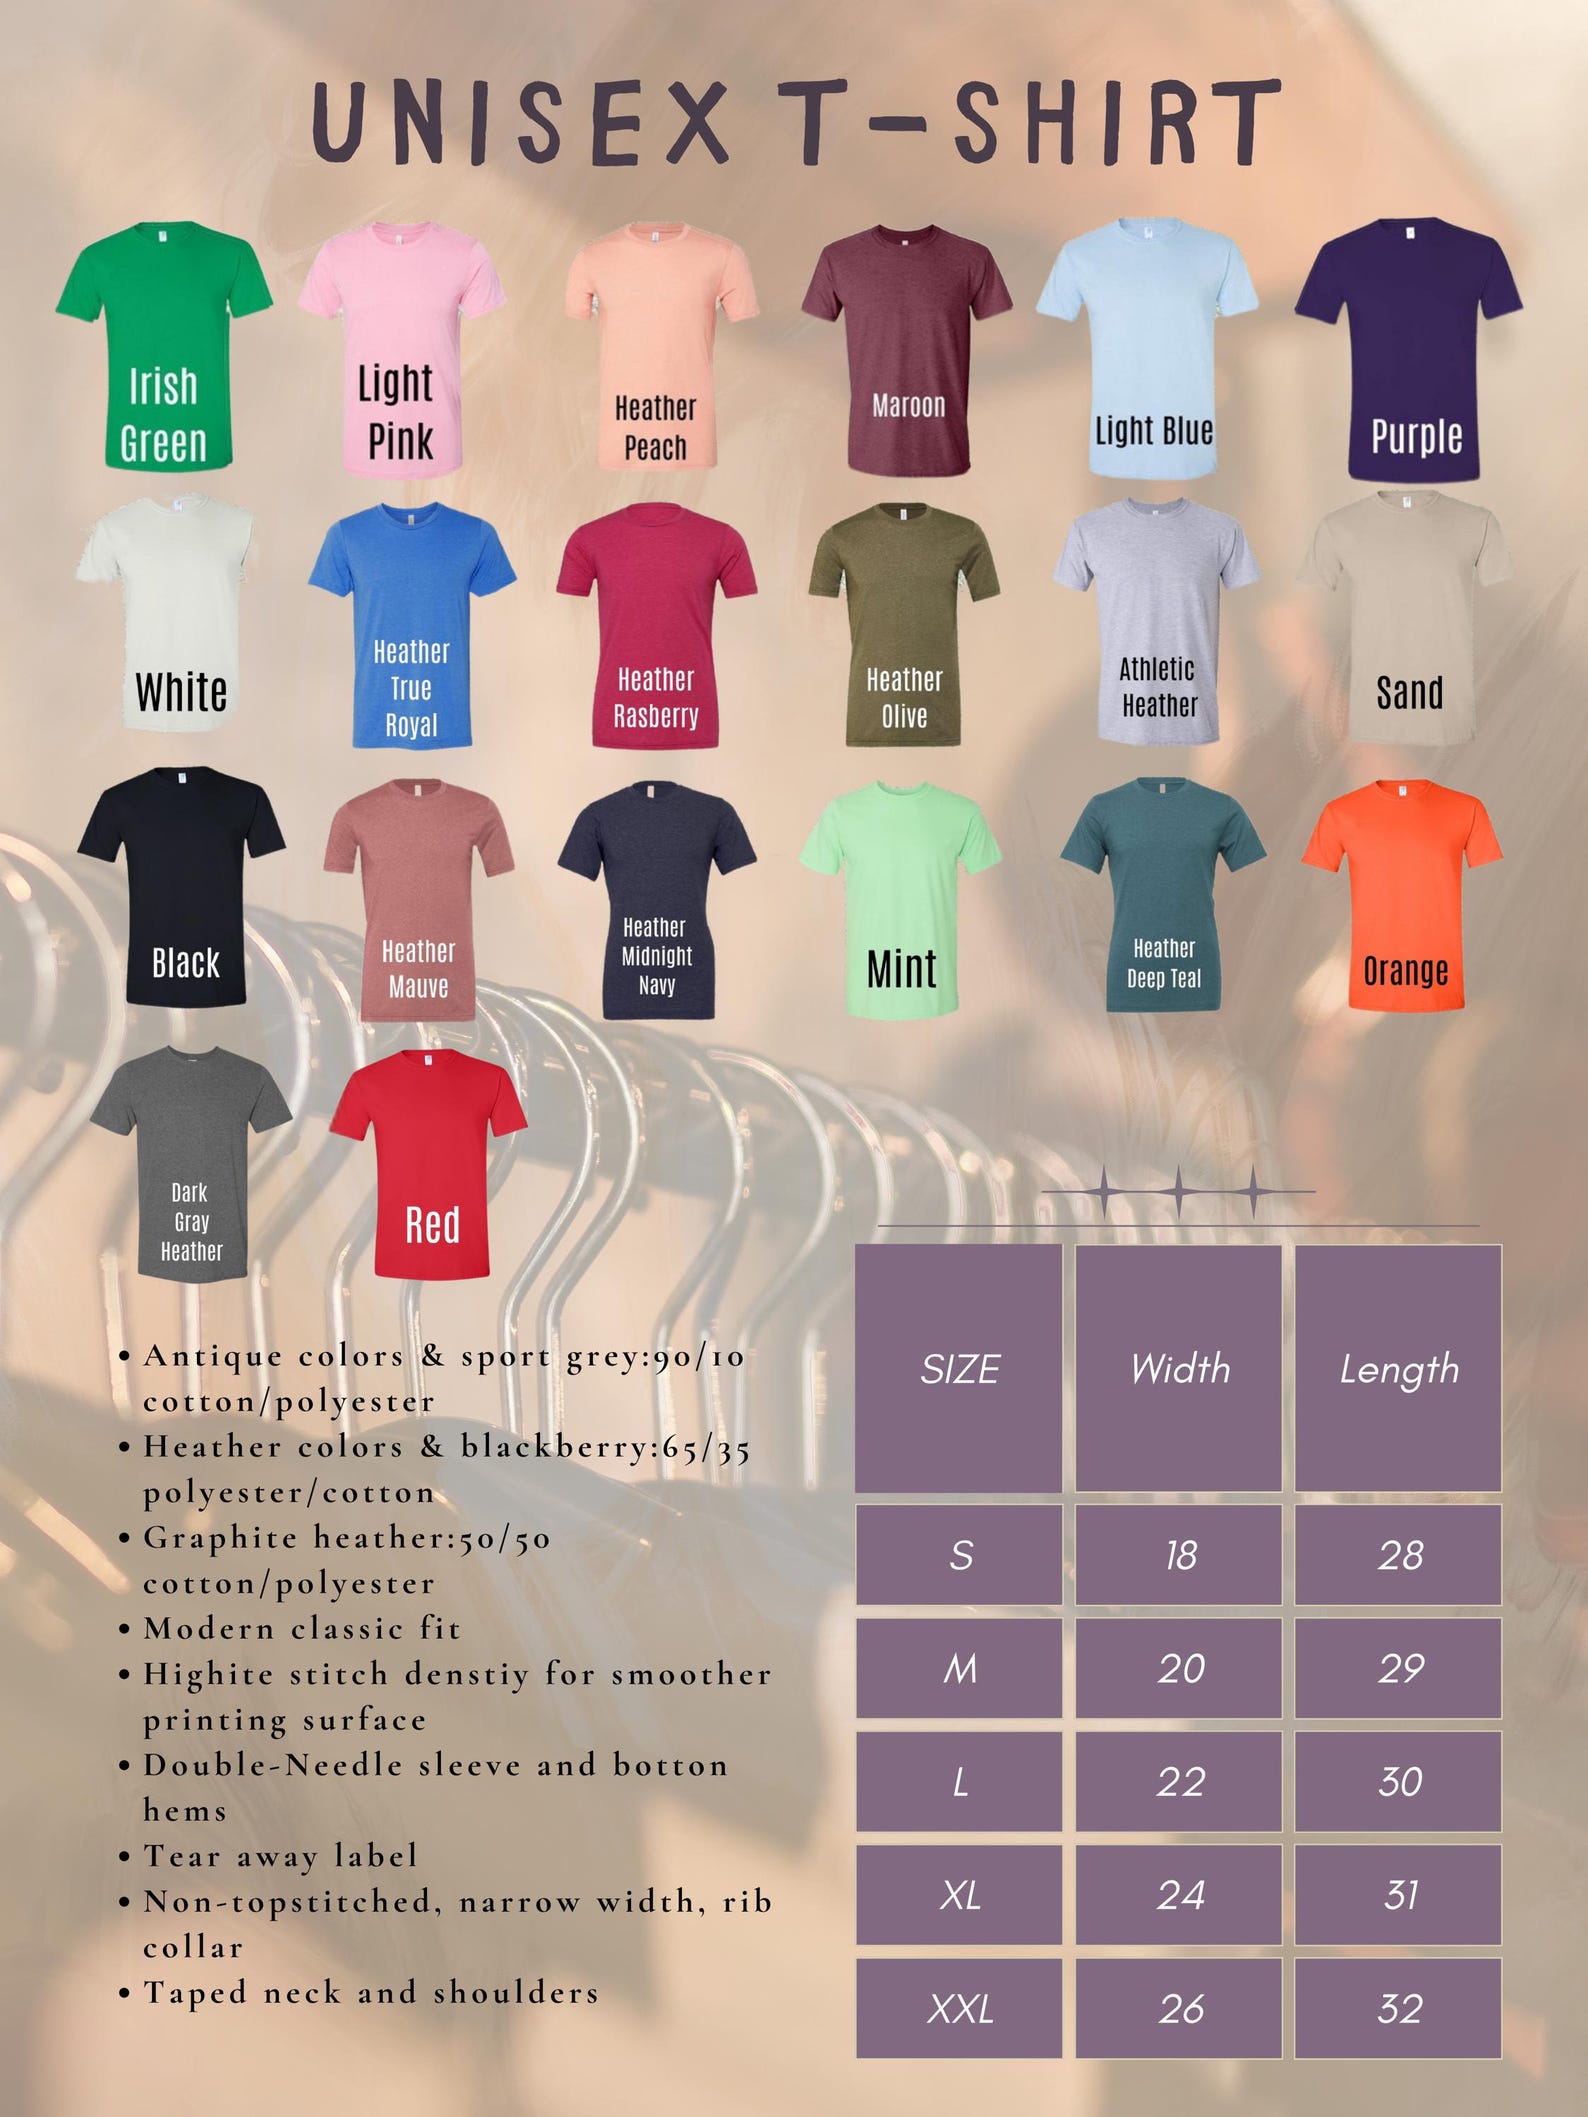 UNISEX T-SHIRT
Irish
Green
Light
Pink
Heather
Peach
Maroon
Light Blue
Purple
White
Heather
True
Royal
Heather
Rasberry
Heather
Olive
Athletic
Heather
Sand
Black
Heather
Mauve
Heather
Midnight
Navy
Mint
Heather
Deep Teal
Orange
Dark
Gray
Heather
Red
• Antique colors & sport grey:90/10
cotton/polyester
• Heather colors & blackberry:65/35
polyester/cotton
• Graphite heather:50/50
cotton/polyester
• Modern classic fit
• Highite stitch denstiy for smoother
printing surface
• Double-Needle sleeve and botton
hems
• Tear away label
• Non-topstitched, narrow width, rib
collar
• Taped neck and shoulders
SIZE Width Length
S 18 28
M 20 29
L 22 30
XL 24 31
XXL 26 32